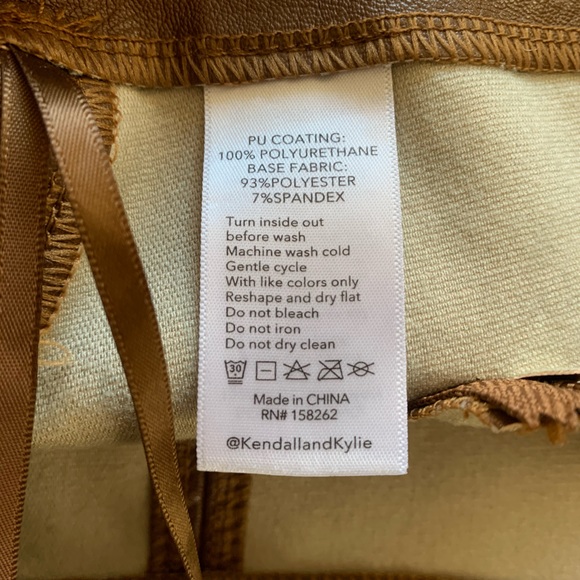 PU COATING:
100% POLYURETHANE
BASE FABRIC:
93%POLYESTER
7%SPANDEX
Turn inside out
before wash
Machine wash cold
Gentle cycle
With like colors only
Reshape and dry flat
Do not bleach
Do not iron
Do not dry clean
30
Made in CHINA
RN# 158262
@KendallandKylie